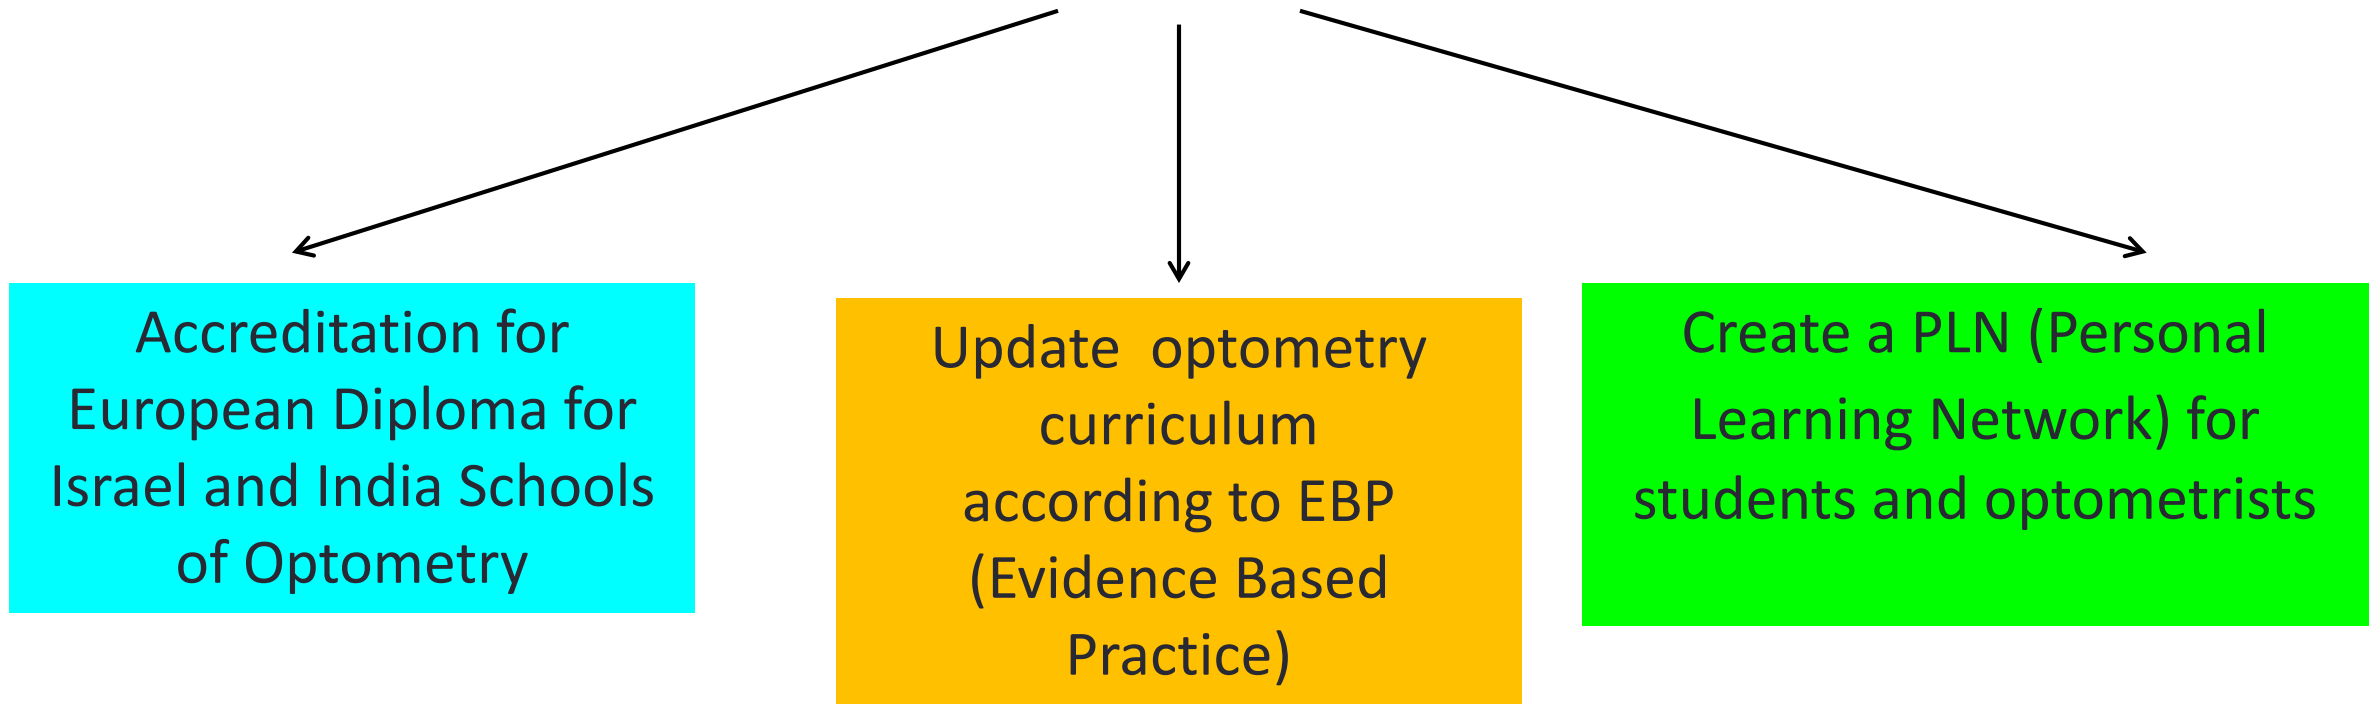 Accreditation for
European Diploma for
Israel and India Schools
of Optometry
Update  optometry
curriculum
according to EBP
(Evidence Based
Practice)
Create a PLN (Personal
Learning Network) for
students and optometrists